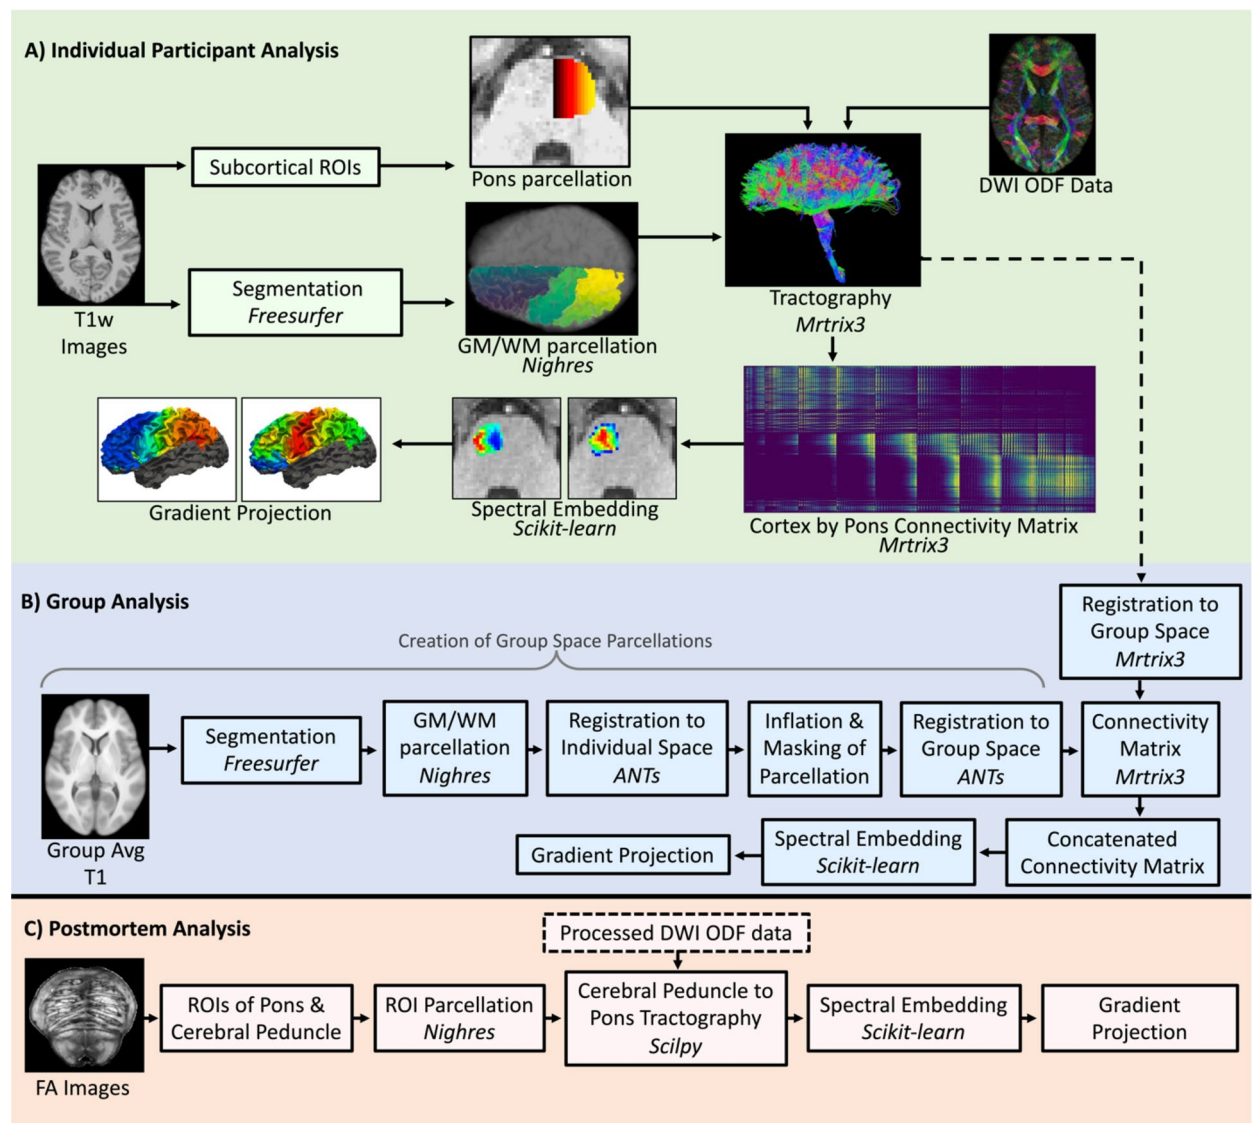 A) Individual Participant Analysis
Subcortical ROIs
Pons parcellation
DWI ODF Data
T1w
Images
Segmentation
Freesurfer
GM/WM parcellation
Nighres
Tractography
Mrtrix3
Gradient Projection
Spectral Embedding
Scikit-learn
Cortex by Pons Connectivity Matrix
Mrtrix3
B) Group Analysis
Creation of Group Space Parcellations
Registration to
Group Space
Mrtrix3
Group Avg
T1
Segmentation
Freesurfer
GM/WM
parcellation
Nighres
Registration to
Individual Space
ANTs
Inflation &
Masking of
Parcellation
Registration to
Group Space
ANTs
Connectivity
Matrix
Mrtrix3
Concatenated
Connectivity Matrix
Spectral Embedding
Scikit-learn
Gradient Projection
C) Postmortem Analysis
Processed DWI ODF data
FA Images
ROIs of Pons &
Cerebral Peduncle
ROI Parcellation
Nighres
Cerebral Peduncle to
Pons Tractography
Scilpy
Spectral Embedding
Scikit-learn
Gradient
Projection